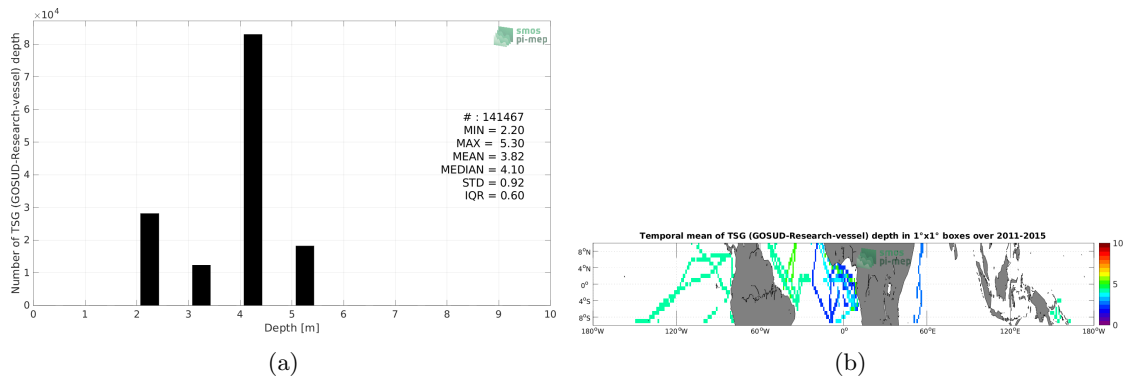 ×10⁴
8
7
6
5
4
3
2
1
0
Number of TSG (GOSUD-Research-vessel) depth
smos
pi-mep
# : 141467
MIN = 2.20
MAX = 5.30
MEAN = 3.82
MEDIAN = 4.10
STD = 0.92
IQR = 0.60
0 1 2 3 4 5 6 7 8 9 10
Depth [m]
(a)
Temporal mean of TSG (GOSUD-Research-vessel) depth in 1°x1° boxes over 2011-2015
smos
pi-mep
8°N
4°N
0°
4°S
8°S
180°W 120°W 60°W 0° 60°E 120°E 180°W
10
5
0
(b)